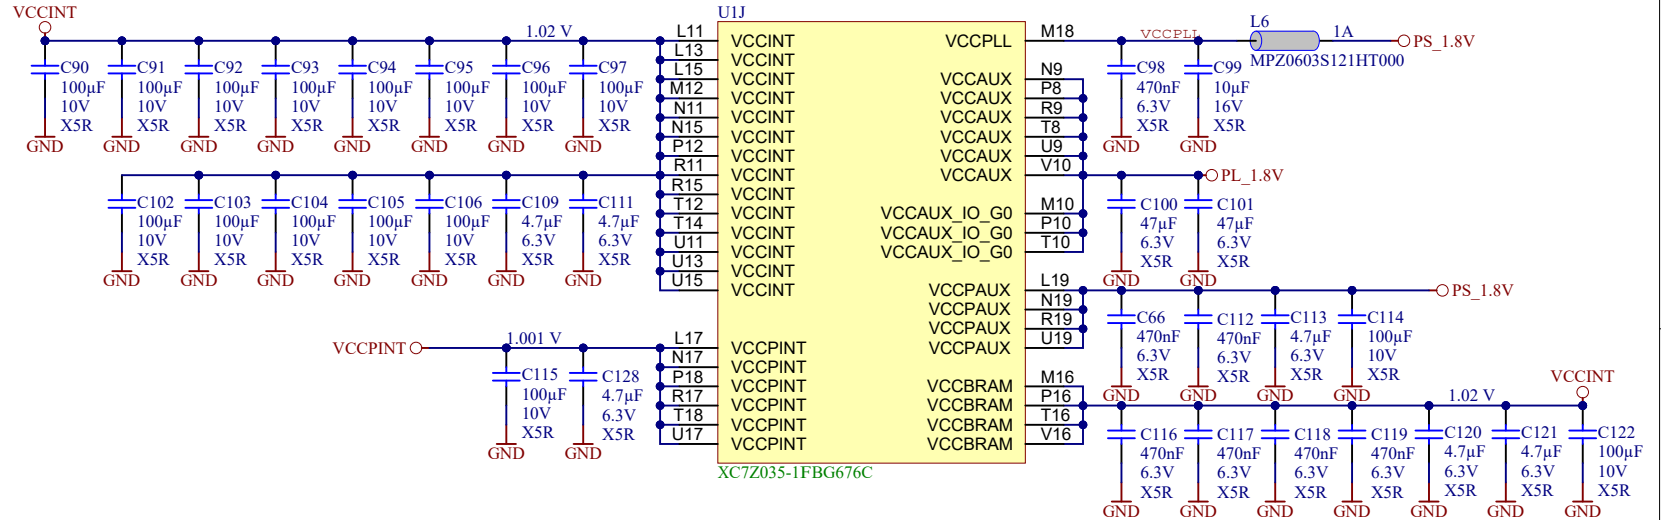 VCCINT
1.02 V
U1J
L11 VCCINT
L13 VCCINT
L15 VCCINT
M12 VCCINT
N11 VCCINT
N15 VCCINT
P12 VCCINT
R11 VCCINT
R15 VCCINT
T12 VCCINT
T14 VCCINT
U11 VCCINT
U13 VCCINT
U15 VCCINT
L17 VCCPINT
N17 VCCPINT
P18 VCCPINT
R17 VCCPINT
T18 VCCPINT
U17 VCCPINT
VCCPLL M18
VCCAUX N9
VCCAUX P8
VCCAUX R9
VCCAUX T8
VCCAUX U9
VCCAUX V10
VCCAUX_IO_G0 M10
VCCAUX_IO_G0 P10
VCCAUX_IO_G0 T10
VCCPAUX L19
VCCPAUX N19
VCCPAUX R19
VCCPAUX U19
VCCBRAM M16
VCCBRAM P16
VCCBRAM T16
VCCBRAM V16
XC7Z035-1FBG676C
C90 C91 C92 C93 C94 C95 C96 C97
100µF 100µF 100µF 100µF 100µF 100µF 100µF 100µF
10V 10V 10V 10V 10V 10V 10V 10V
X5R X5R X5R X5R X5R X5R X5R X5R
GND GND GND GND GND GND GND GND
C102 C103 C104 C105 C106 C109 C111
100µF 100µF 100µF 100µF 100µF 4.7µF 4.7µF
10V 10V 10V 10V 10V 6.3V 6.3V
X5R X5R X5R X5R X5R X5R X5R
GND GND GND GND GND GND GND
VCCPINT
1.001 V
C115 C128
100µF 4.7µF
10V 6.3V
X5R X5R
GND GND
VCCPLL
L6
1A
PS_1.8V
MPZ0603S121HT000
C98 C99
470nF 10µF
6.3V 16V
X5R X5R
GND GND
PL_1.8V
C100 C101
47µF 47µF
6.3V 6.3V
X5R X5R
GND GND
PS_1.8V
C66 C112 C113 C114
470nF 470nF 4.7µF 100µF
6.3V 6.3V 6.3V 10V
X5R X5R X5R X5R
GND GND GND GND
VCCINT
1.02 V
C116 C117 C118 C119 C120 C121 C122
470nF 470nF 470nF 470nF 4.7µF 4.7µF 100µF
6.3V 6.3V 6.3V 6.3V 6.3V 6.3V 10V
X5R X5R X5R X5R X5R X5R X5R
GND GND GND GND GND GND GND